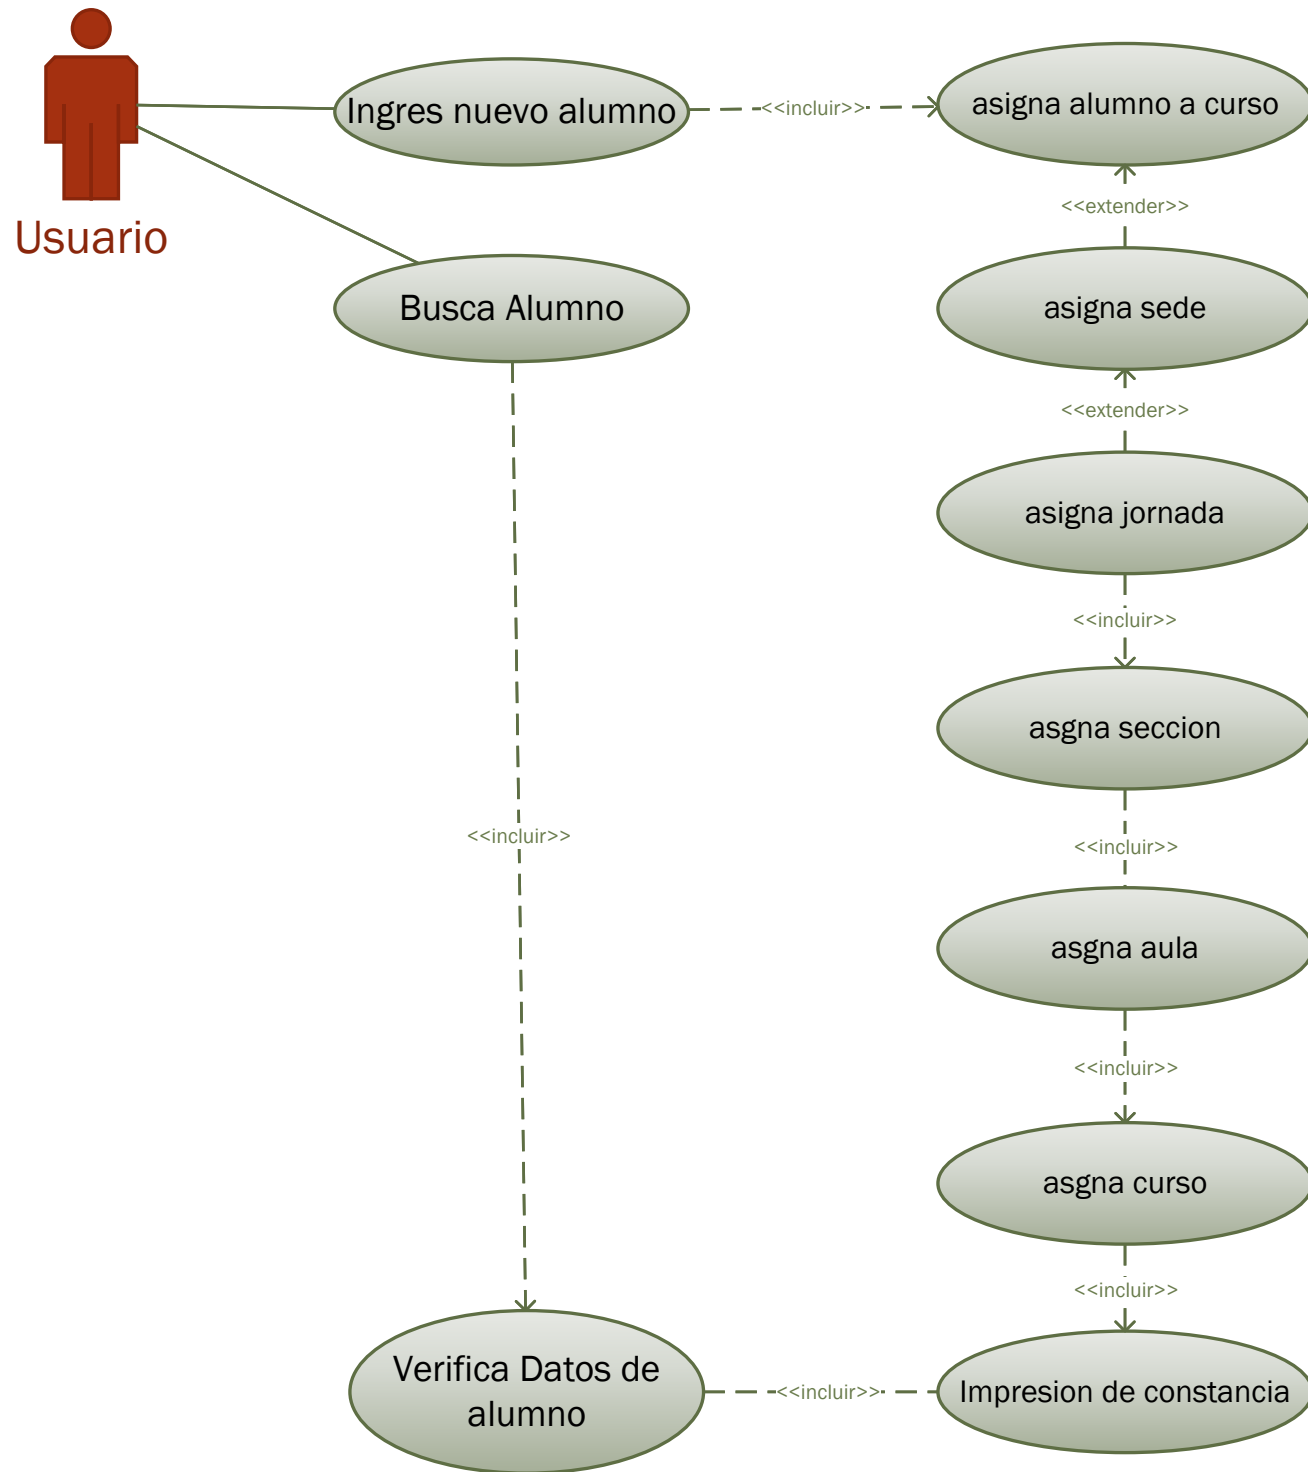 Usuario
Ingres nuevo alumno
<<incluir>>
asigna alumno a curso
<<extender>>
Busca Alumno
asigna sede
<<extender>>
asigna jornada
<<incluir>>
asgna seccion
<<incluir>>
<<incluir>>
asgna aula
<<incluir>>
asgna curso
<<incluir>>
Verifica Datos de
alumno
<<incluir>>
Impresion de constancia